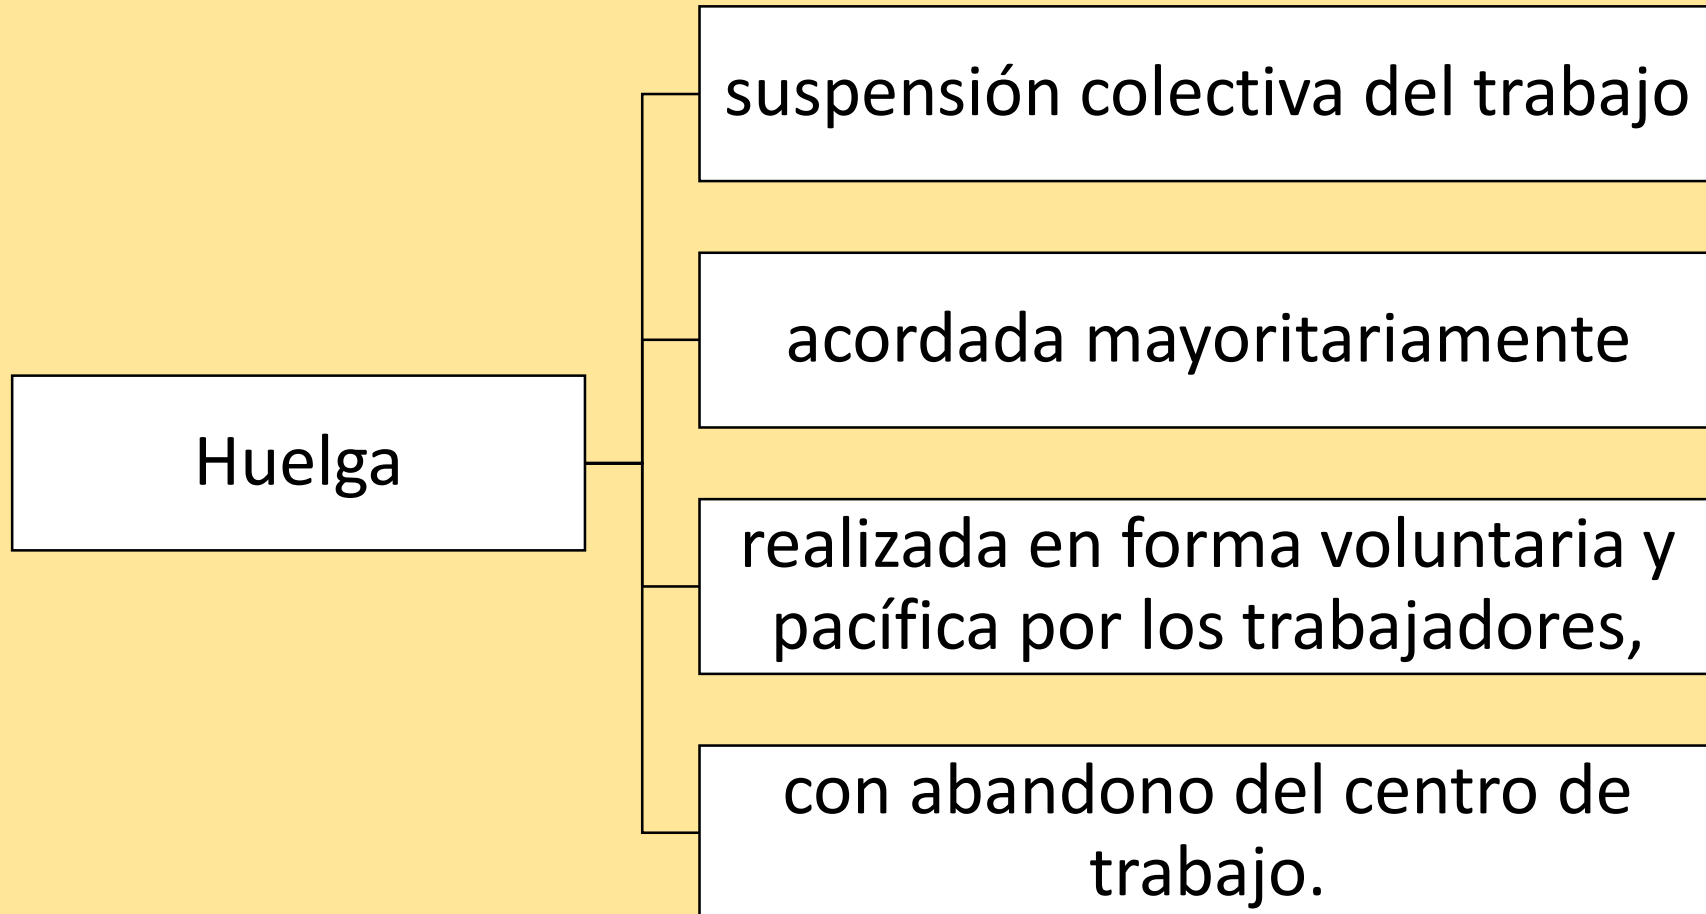 Huelga
suspensión colectiva del trabajo
acordada mayoritariamente
realizada en forma voluntaria y
pacífica por los trabajadores,
con abandono del centro de
trabajo.